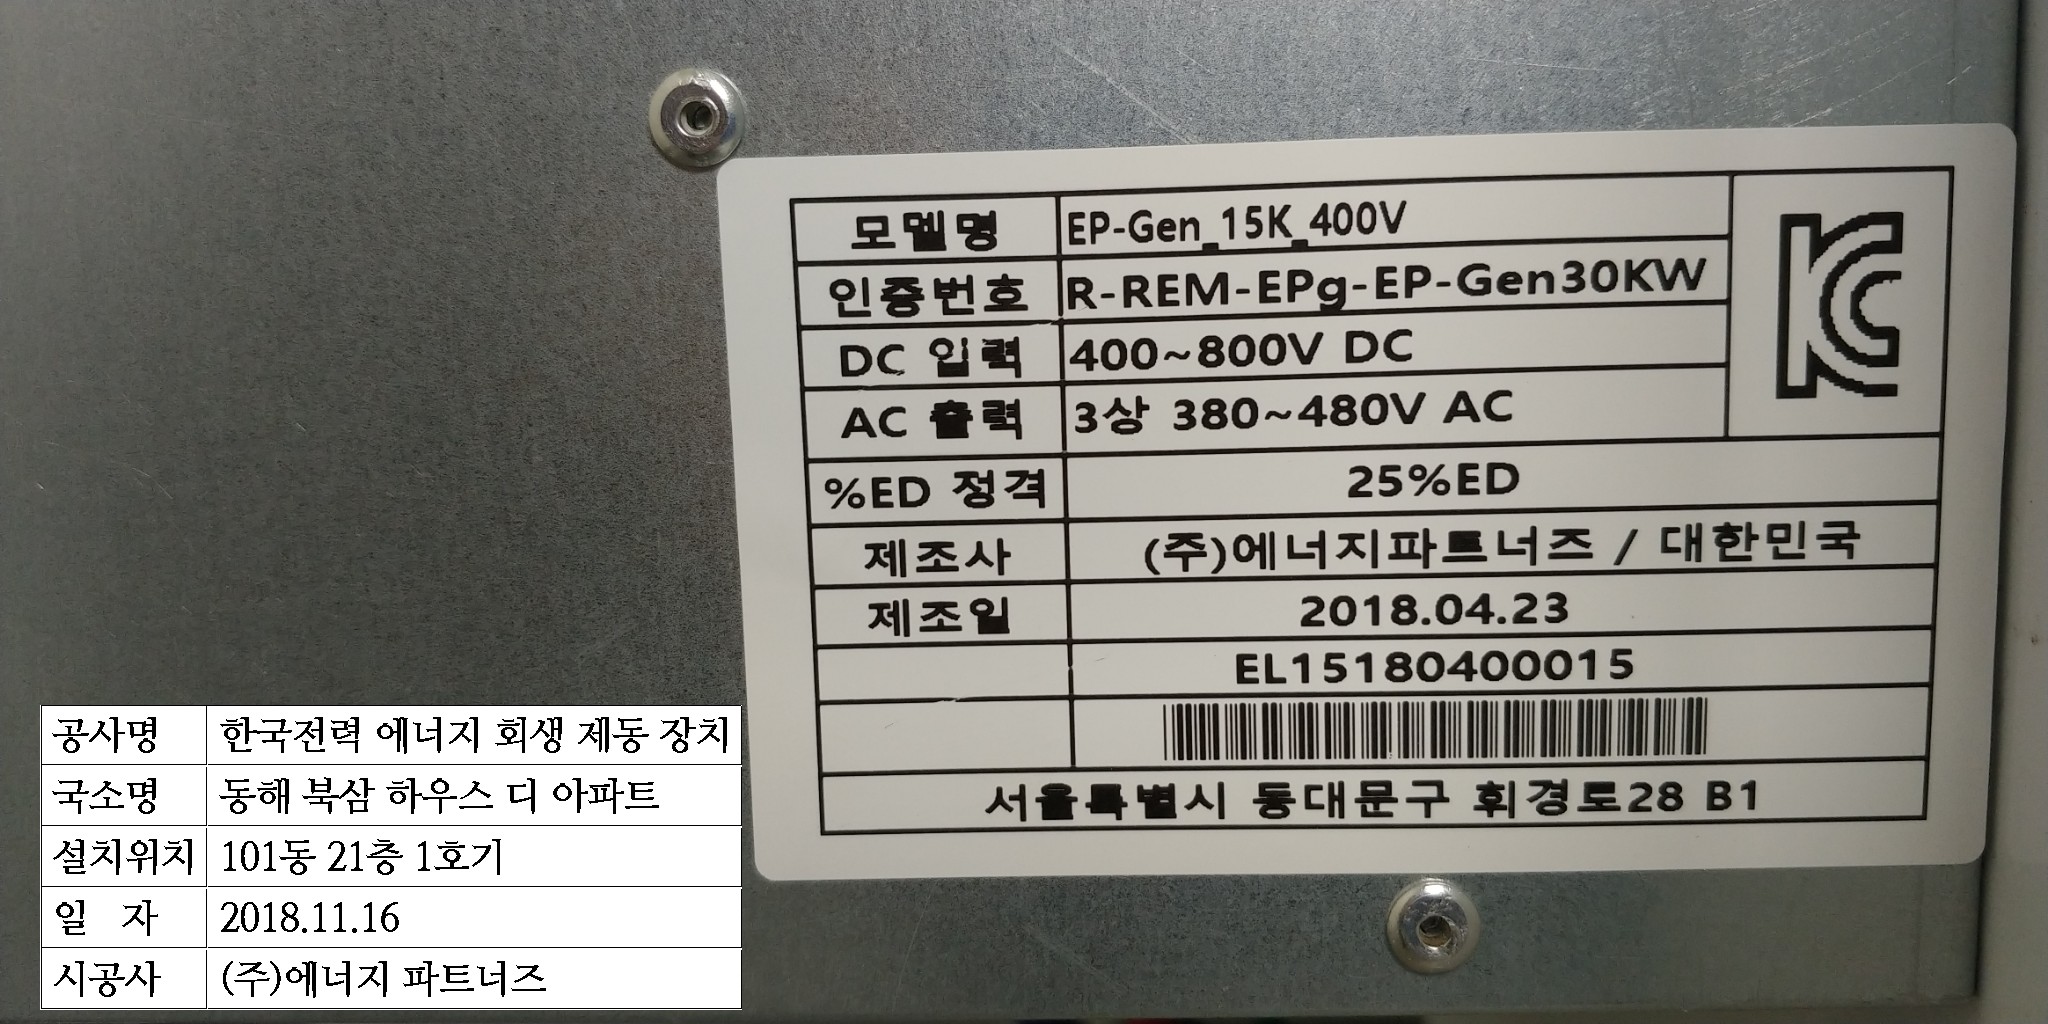 모델명 EP-Gen_15K_400V
인증번호 R-REM-EPg-EP-Gen30KW
DC 입력 400~800V DC
AC 출력 3상 380~480V AC
%ED 정격 25%ED
제조사 (주)에너지파트너즈 / 대한민국
제조일 2018.04.23
EL15180400015
서울특별시 동대문구 휘경로28 B1
공사명 한국전력 에너지 회생 제동 장치
국소명 동해 북삼 하우스 디 아파트
설치위치 101동 21층 1호기
일 자 2018.11.16
시공사 (주)에너지 파트너즈